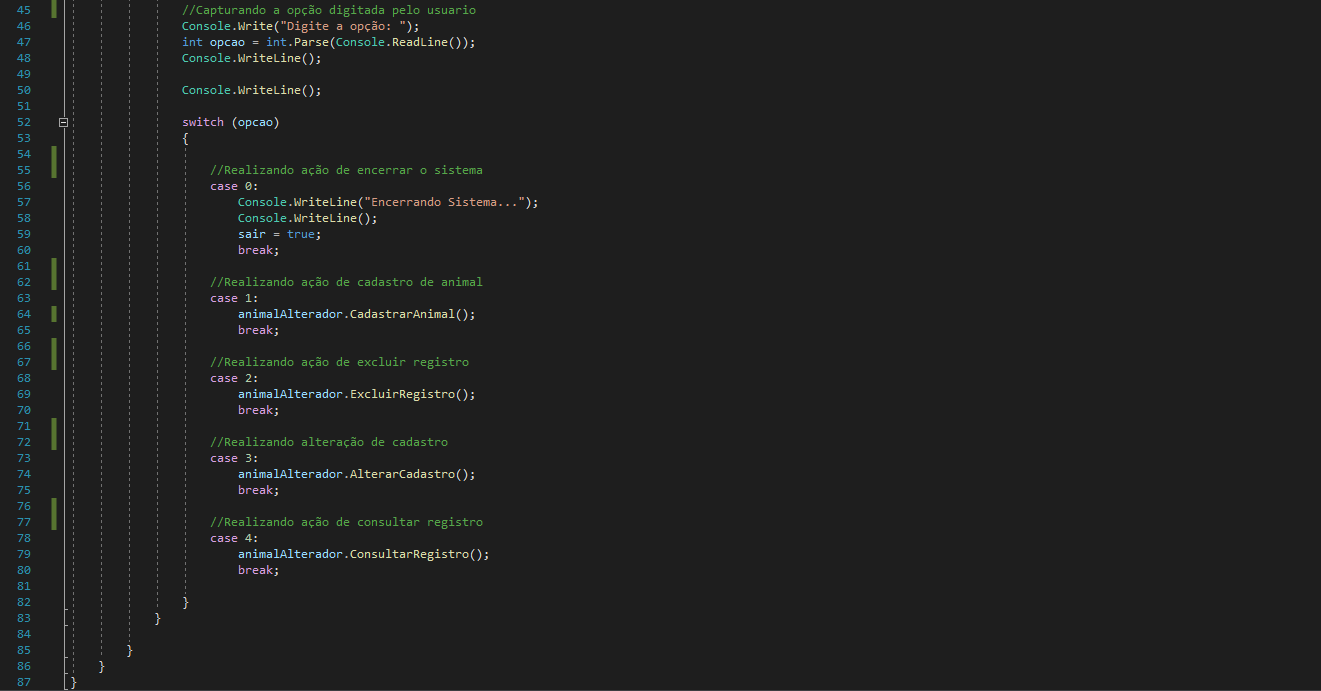 45 //Capturando a opção digitada pelo usuario
46 Console.Write("Digite a opção: ");
47 int opcao = int.Parse(Console.ReadLine());
48 Console.WriteLine();
49
50 Console.WriteLine();
51
52 switch (opcao)
53 {
54
55 //Realizando ação de encerrar o sistema
56 case 0:
57 Console.WriteLine("Encerrando Sistema...");
58 Console.WriteLine();
59 sair = true;
60 break;
61
62 //Realizando ação de cadastro de animal
63 case 1:
64 animalAlterador.CadastrarAnimal();
65 break;
66
67 //Realizando ação de excluir registro
68 case 2:
69 animalAlterador.ExcluirRegistro();
70 break;
71
72 //Realizando alteração de cadastro
73 case 3:
74 animalAlterador.AlterarCadastro();
75 break;
76
77 //Realizando ação de consultar registro
78 case 4:
79 animalAlterador.ConsultarRegistro();
80 break;
81
82 }
83 }
84
85 }
86 }
87 }